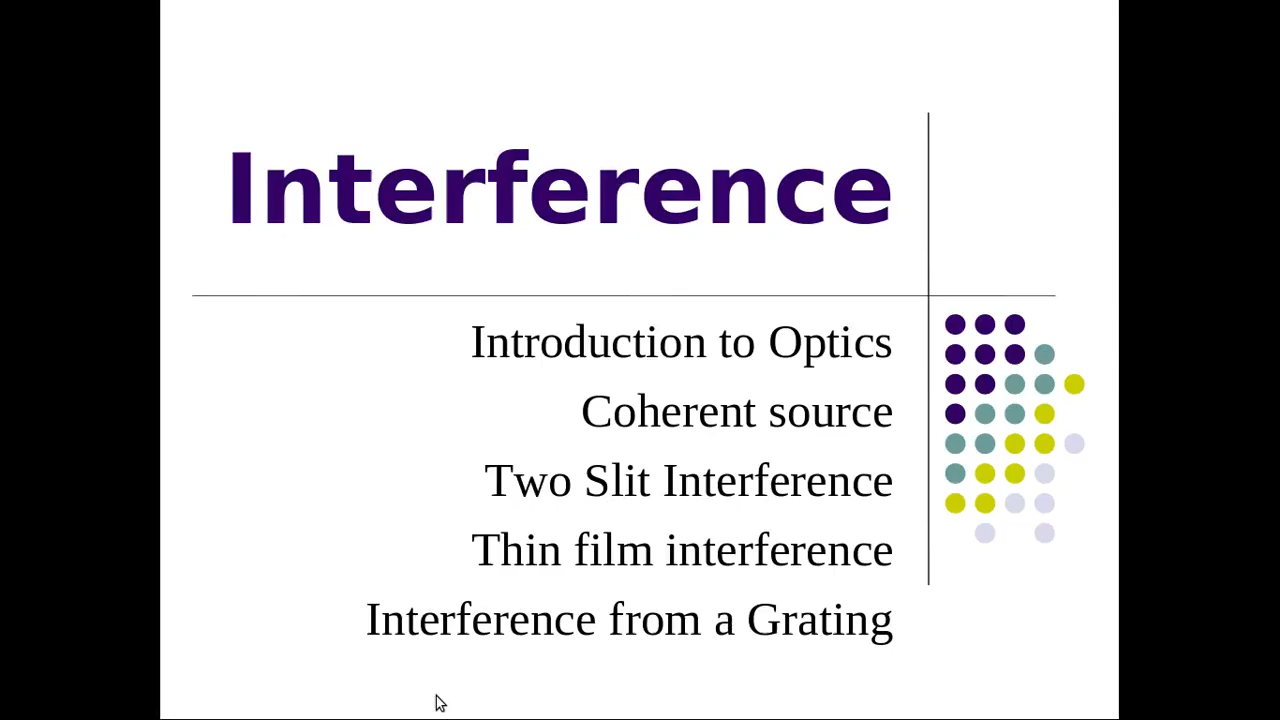 Interference
Introduction to Optics
Coherent source
Two Slit Interference
Thin film interference
Interference from a Grating